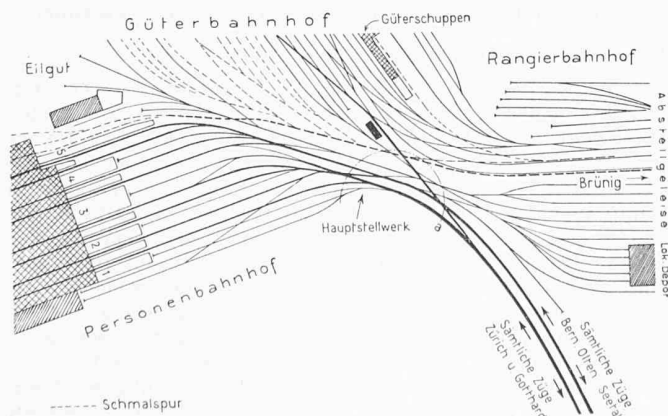 Güterbahnhof
Güterschuppen
Eilgut
Rangierbahnhof
Abstellgeleise
5
4
3
2
1
Brünig
Hauptstellwerk
a
Lok. Depot
Personenbahnhof
Sämtliche Züge
Bern Olten Seetal
Sämtliche Züge
Zürich u Gotthard
Schmalspur